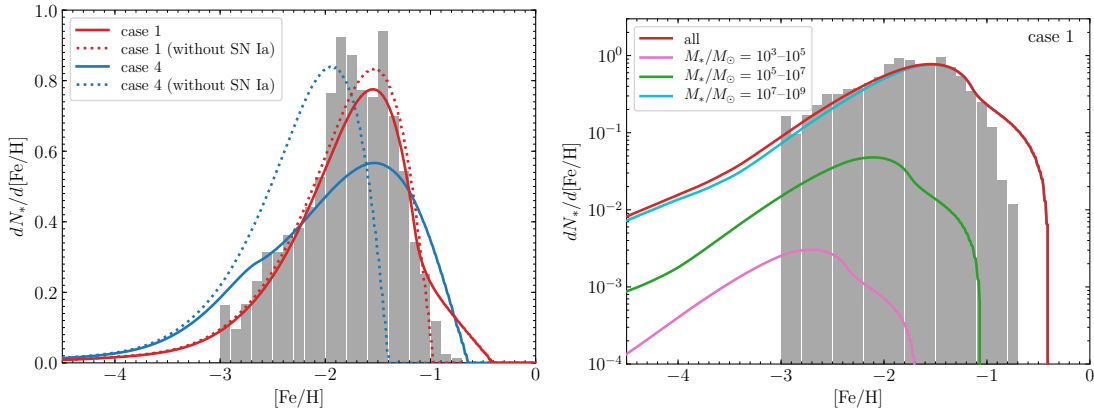 case 1
case 1 (without SN Ia)
case 4
case 4 (without SN Ia)
1.0
0.8
0.6
0.4
0.2
0.0
dN∗/d[Fe/H]
−4
−3
−2
−1
0
[Fe/H]
all
M∗/M⊙ = 10³–10⁵
M∗/M⊙ = 10⁵–10⁷
M∗/M⊙ = 10⁷–10⁹
case 1
10⁰
10⁻¹
10⁻²
10⁻³
10⁻⁴
dN∗/d[Fe/H]
−4
−3
−2
−1
0
[Fe/H]